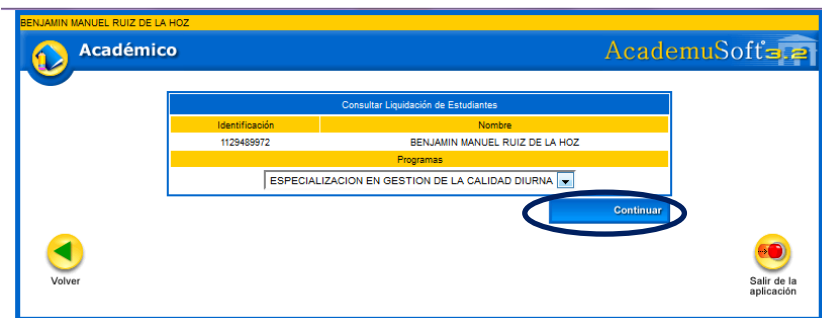 BENJAMIN MANUEL RUIZ DE LA HOZ
Académico
AcademuSoft 3.2
Consultar Liquidación de Estudiantes
Identificación Nombre
1129489972 BENJAMIN MANUEL RUIZ DE LA HOZ
Programas
ESPECIALIZACION EN GESTION DE LA CALIDAD DIURNA
Continuar
Volver
Salir de la
aplicación